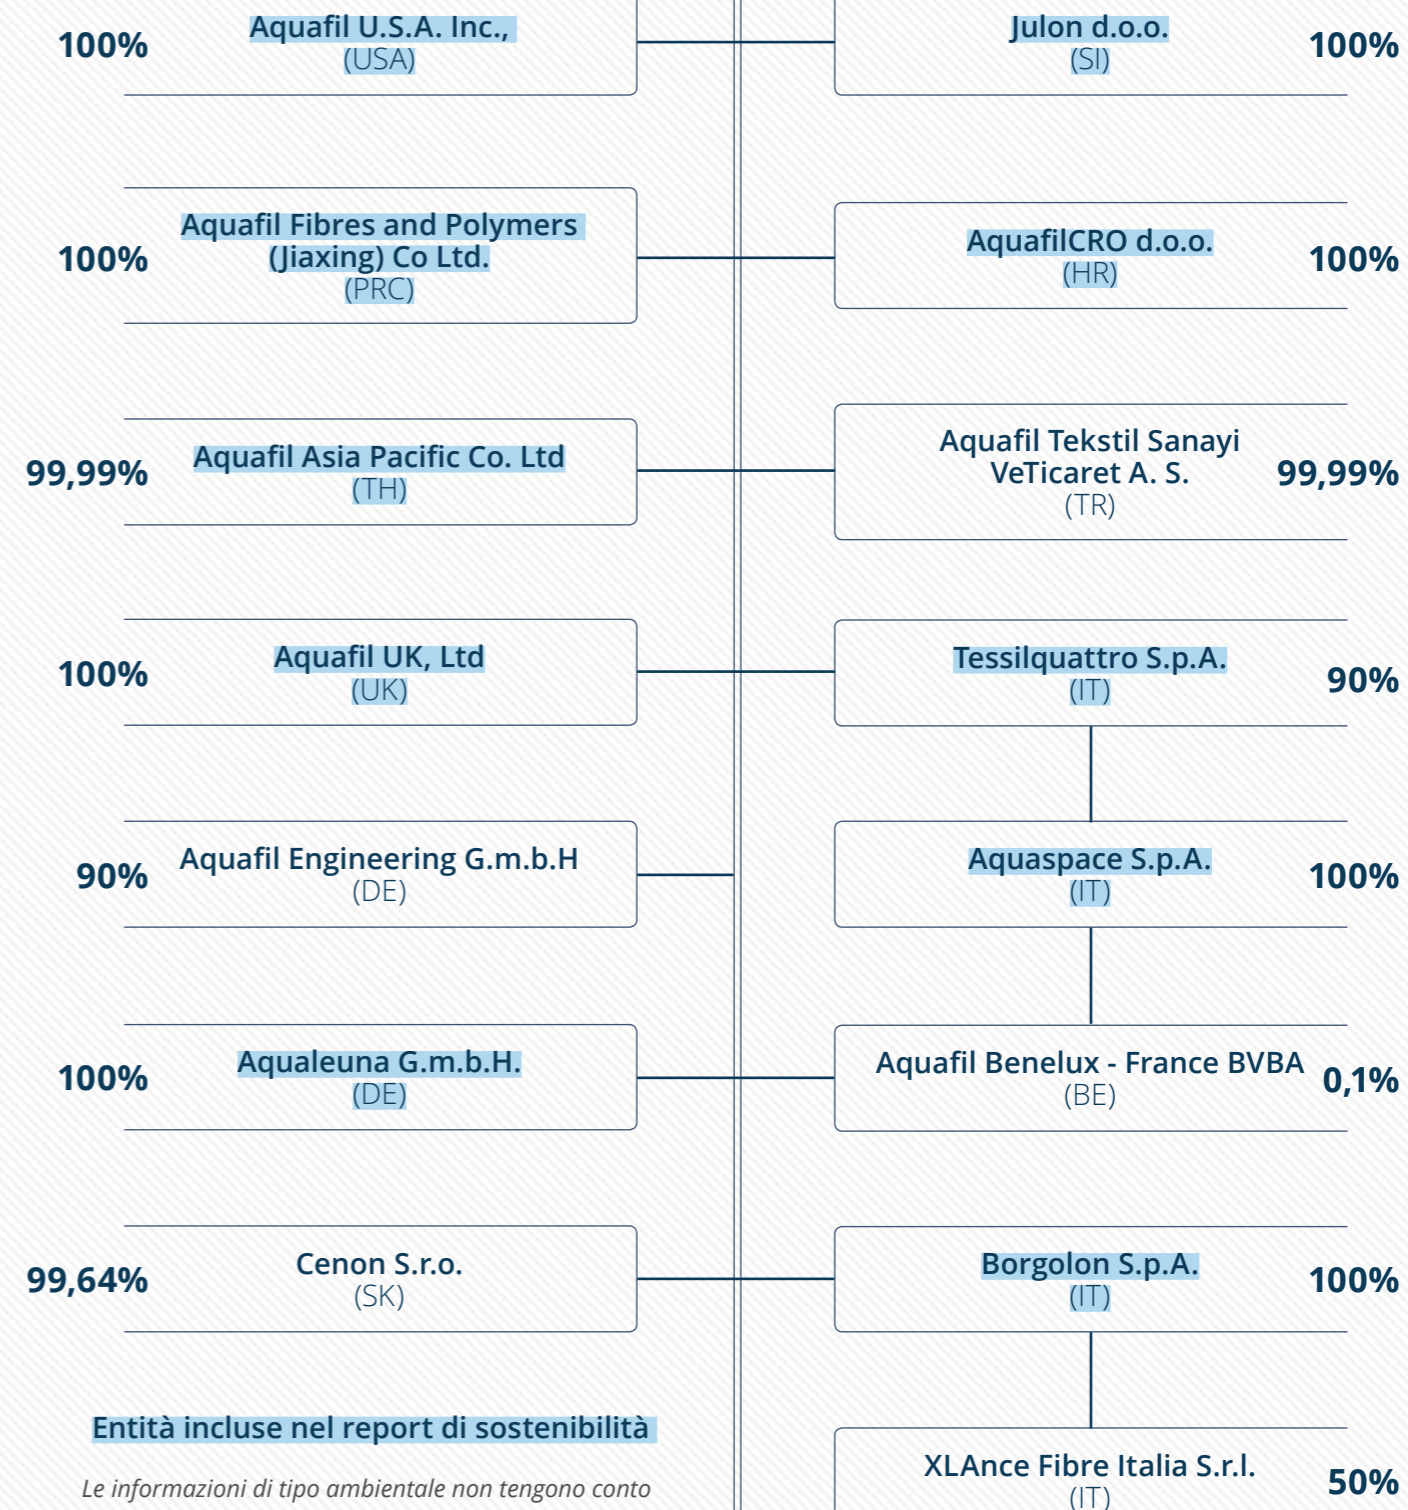 100%
Aquafil U.S.A. Inc.,
(USA)
Julon d.o.o.
(SI)
100%
100%
Aquafil Fibres and Polymers
(Jiaxing) Co Ltd.
(PRC)
AquafilCRO d.o.o.
(HR)
100%
99,99%
Aquafil Asia Pacific Co. Ltd
(TH)
Aquafil Tekstil Sanayi
VeTicaret A. S.
(TR)
99,99%
100%
Aquafil UK, Ltd
(UK)
Tessilquattro S.p.A.
(IT)
90%
90%
Aquafil Engineering G.m.b.H
(DE)
Aquaspace S.p.A.
(IT)
100%
100%
Aqualeuna G.m.b.H.
(DE)
Aquafil Benelux - France BVBA
(BE)
0,1%
99,64%
Cenon S.r.o.
(SK)
Borgolon S.p.A.
(IT)
100%
Entità incluse nel report di sostenibilità
Le informazioni di tipo ambientale non tengono conto
XLAnce Fibre Italia S.r.l.
(IT)
50%